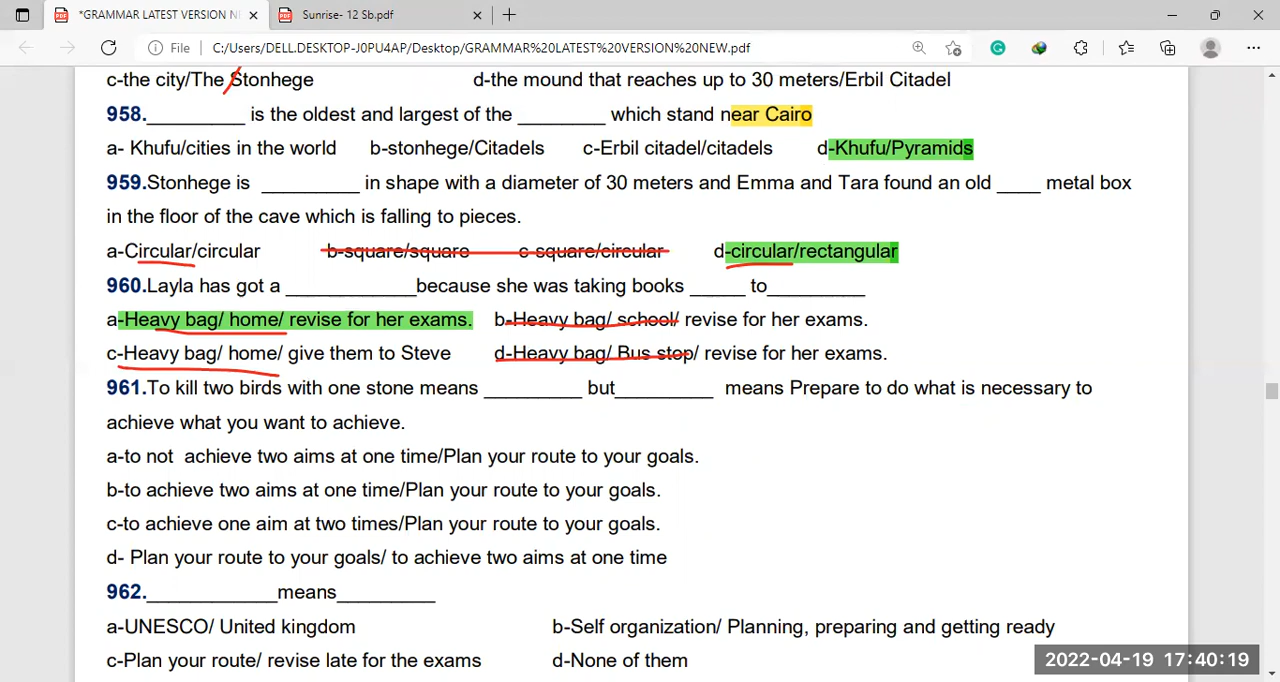 *GRAMMAR LATEST VERSION N
Sunrise- 12 Sb.pdf
File
C:/Users/DELL.DESKTOP-J0PU4AP/Desktop/GRAMMAR%20LATEST%20VERSION%20NEW.pdf
c-the city/The Stonhege d-the mound that reaches up to 30 meters/Erbil Citadel
958._________ is the oldest and largest of the ________ which stand near Cairo
a- Khufu/cities in the world b-stonhege/Citadels c-Erbil citadel/citadels d-Khufu/Pyramids
959.Stonhege is _________ in shape with a diameter of 30 meters and Emma and Tara found an old ____ metal box
in the floor of the cave which is falling to pieces.
a-Circular/circular b-square/square c-square/circular d-circular/rectangular
960.Layla has got a ____________because she was taking books _____ to_________
a-Heavy bag/ home/ revise for her exams. b-Heavy bag/ school/ revise for her exams.
c-Heavy bag/ home/ give them to Steve d-Heavy bag/ Bus stop/ revise for her exams.
961.To kill two birds with one stone means _________ but_________ means Prepare to do what is necessary to
achieve what you want to achieve.
a-to not achieve two aims at one time/Plan your route to your goals.
b-to achieve two aims at one time/Plan your route to your goals.
c-to achieve one aim at two times/Plan your route to your goals.
d- Plan your route to your goals/ to achieve two aims at one time
962.____________means_________
a-UNESCO/ United kingdom b-Self organization/ Planning, preparing and getting ready
c-Plan your route/ revise late for the exams d-None of them
2022-04-19 17:40:19